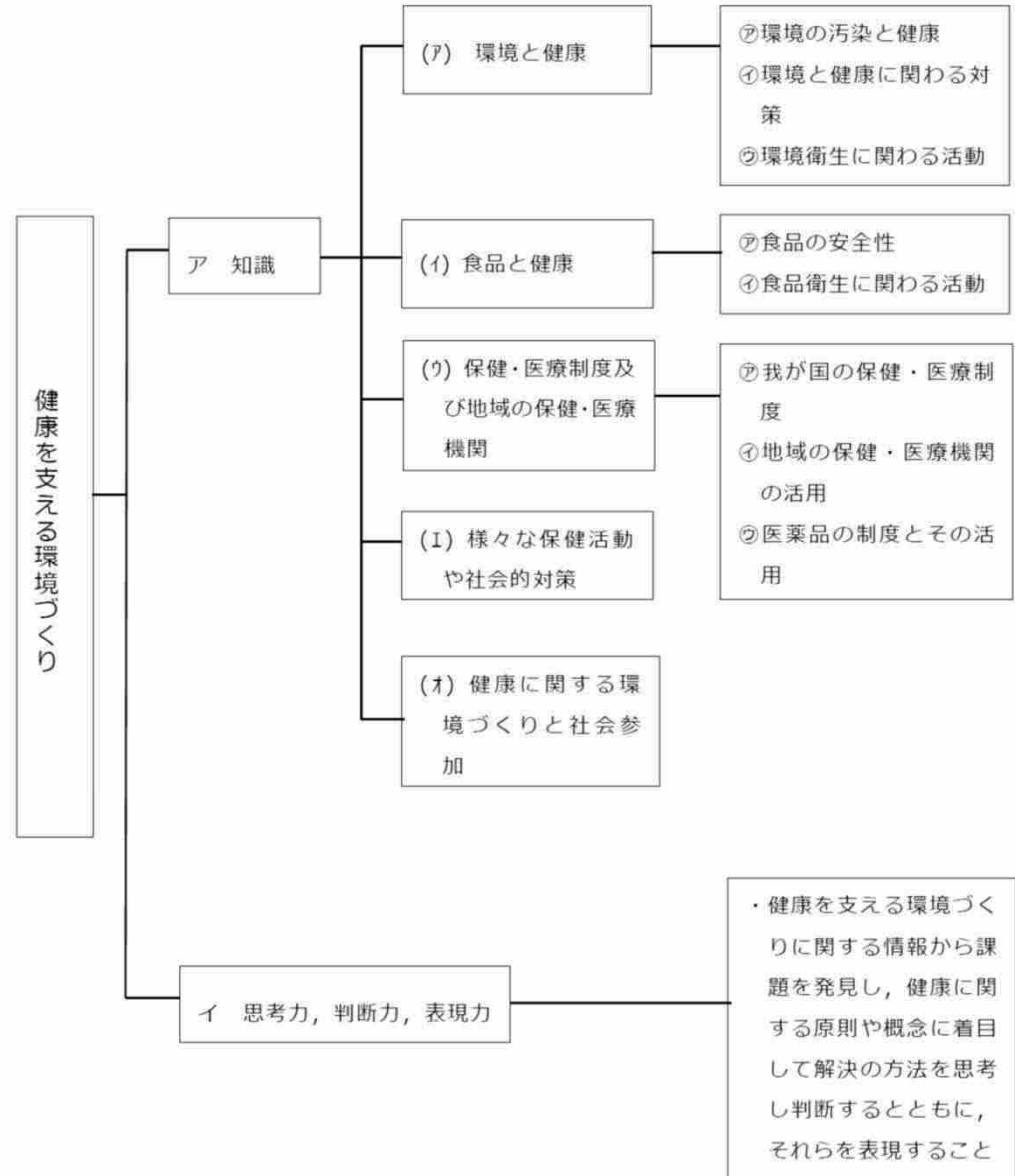 健康を支える環境づくり
ア 知識
(ｱ) 環境と健康
㋐環境の汚染と健康
㋑環境と健康に関わる対
策
㋒環境衛生に関わる活動
(ｲ) 食品と健康
㋐食品の安全性
㋑食品衛生に関わる活動
(ｳ) 保健・医療制度及
び地域の保健・医療
機関
㋐我が国の保健・医療制
度
㋑地域の保健・医療機関
の活用
㋒医薬品の制度とその活
用
(ｴ) 様々な保健活動
や社会的対策
(ｵ) 健康に関する環
境づくりと社会参
加
イ 思考力，判断力，表現力
・健康を支える環境づく
りに関する情報から課
題を発見し，健康に関
する原則や概念に着目
して解決の方法を思考
し判断するとともに，
それらを表現すること